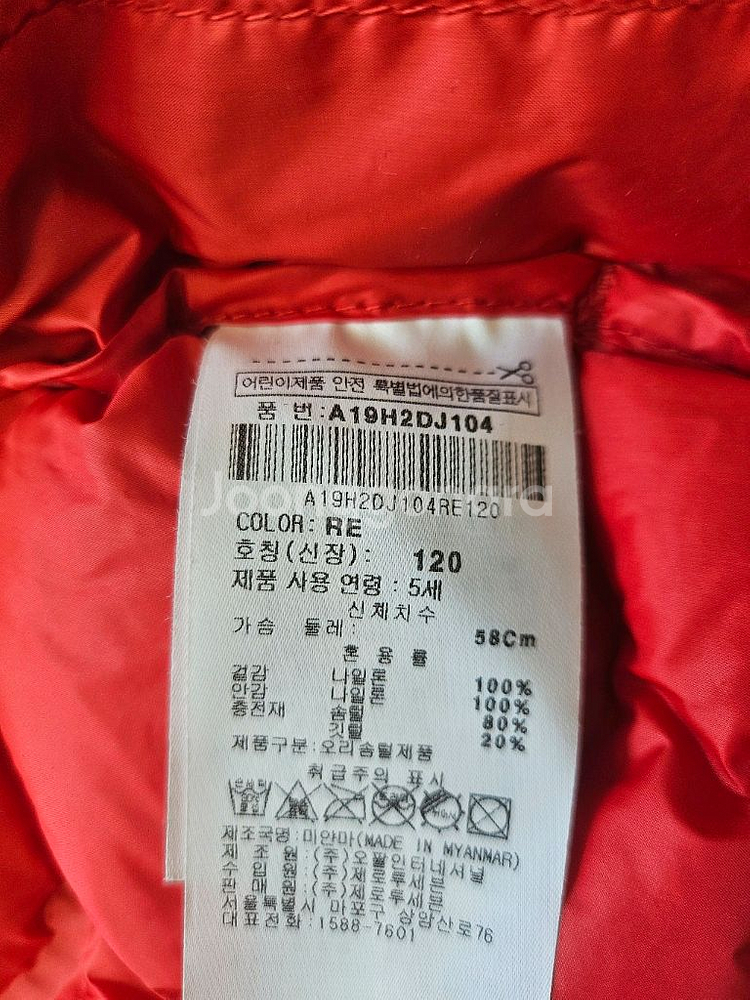 어린이제품 안전 특별법에의한품질표시
품 번:A19H2DJ104
A19H2DJ104RE120
COLOR: RE
호칭(신장): 120
제품 사용 연령 : 5세
신체치수
가슴 둘레: 58Cm
혼 용 률
겉감 나일론 100%
안감 나일론 100%
충전재 솜털 80%
깃털 20%
제품구분:오리솜털제품
취급주의 표시
제조국명:미얀마(MADE IN MYANMAR)
제 조 원:(주)오팔인터네셔널
수 입 원:(주)제로투세븐
판 매 원:(주)제로투세븐
서울특별시 마포구 상암산로76
대표전화:1588-7601